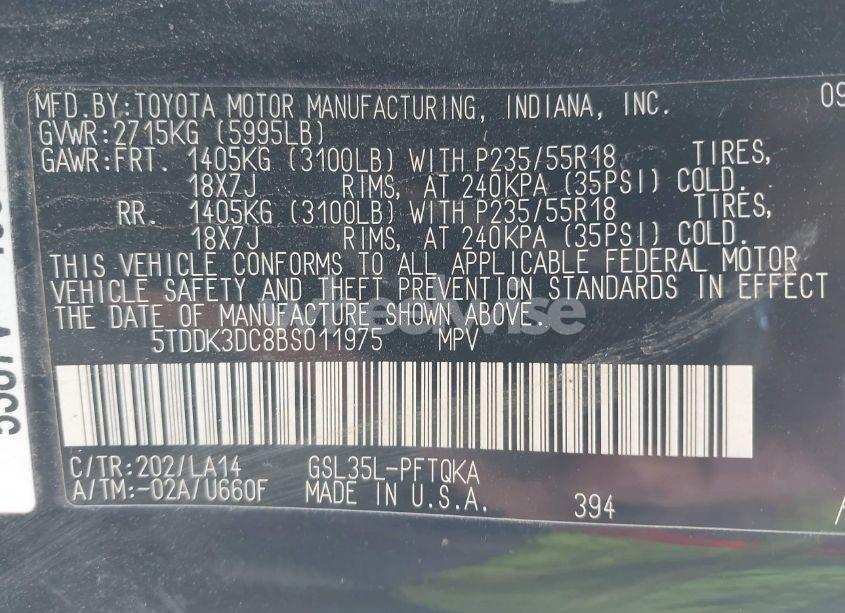 MFD.BY:TOYOTA MOTOR MANUFACTURING, INDIANA, INC. 09
GVWR:2715KG (5995LB)
GAWR:FRT. 1405KG (3100LB) WITH P235/55R18 TIRES,
18X7J RIMS, AT 240KPA (35PSI) COLD.
RR. 1405KG (3100LB) WITH P235/55R18 TIRES,
18X7J RIMS, AT 240KPA (35PSI) COLD.
THIS VEHICLE CONFORMS TO ALL APPLICABLE FEDERAL MOTOR
VEHICLE SAFETY AND THEFT PREVENTION STANDARDS IN EFFECT
THE DATE OF MANUFACTURE SHOWN ABOVE.
5TDDK3DC8BS011975 MPV
C/TR:202/LA14 GSL35L-PFTQKA
A/TM:-02A/U660F MADE IN U.S.A. 394